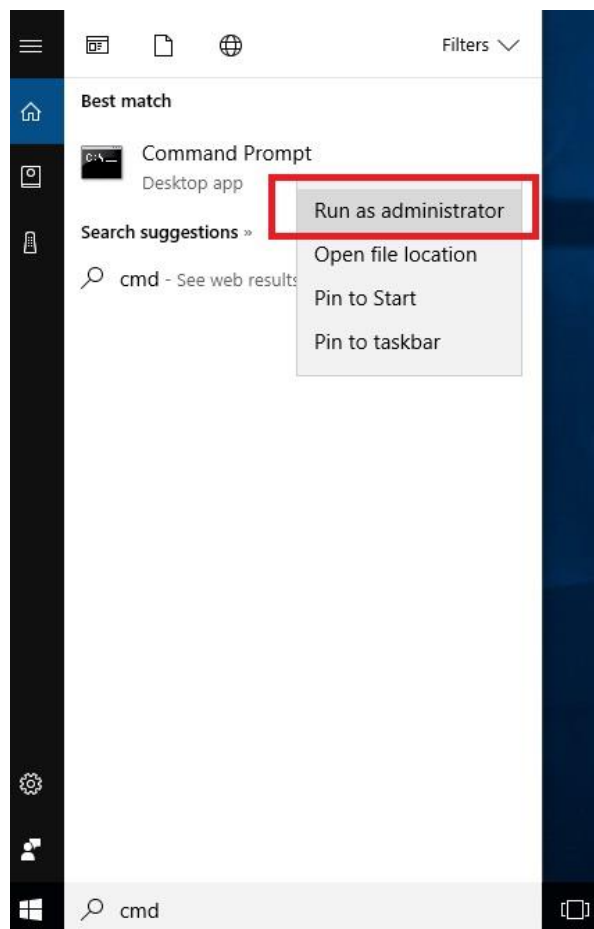 Filters
Best match
C:\_
Command Prompt
Desktop app
Run as administrator
Search suggestions »
Open file location
cmd - See web results
Pin to Start
Pin to taskbar
cmd